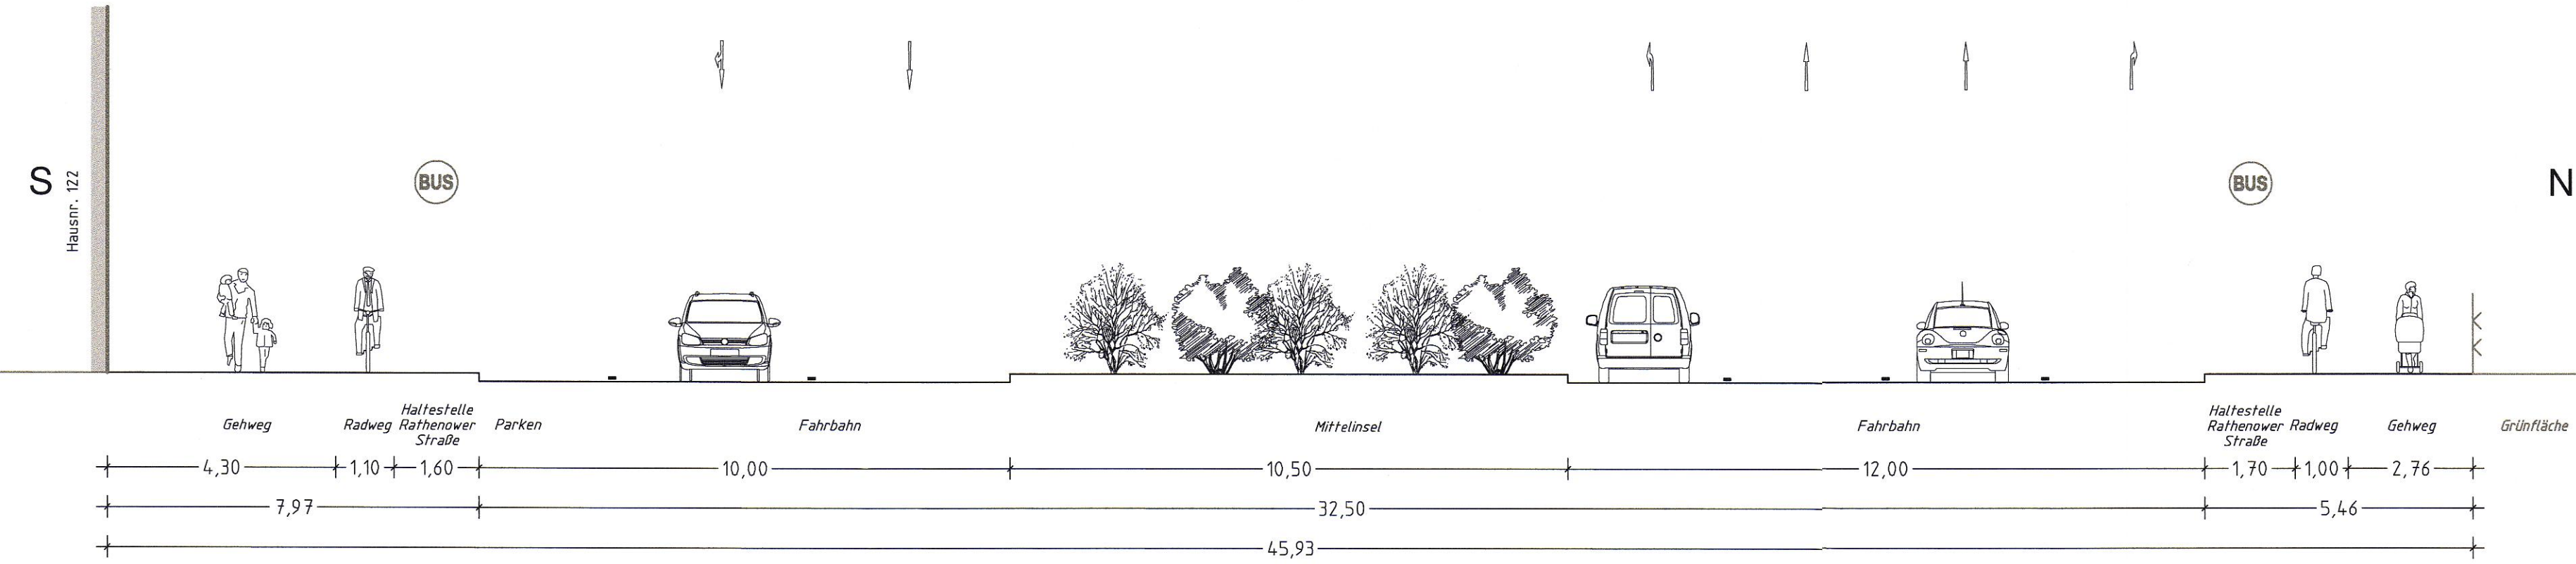 S
Hausnr. 122
BUS
BUS
N
Gehweg
Radweg
Haltestelle
Rathenower
Straße
Parken
Fahrbahn
Mittelinsel
Fahrbahn
Haltestelle
Rathenower
Straße
Radweg
Gehweg
Grünfläche
4,30 1,10 1,60 10,00 10,50 12,00 1,70 1,00 2,76
7,97 32,50 5,46
45,93